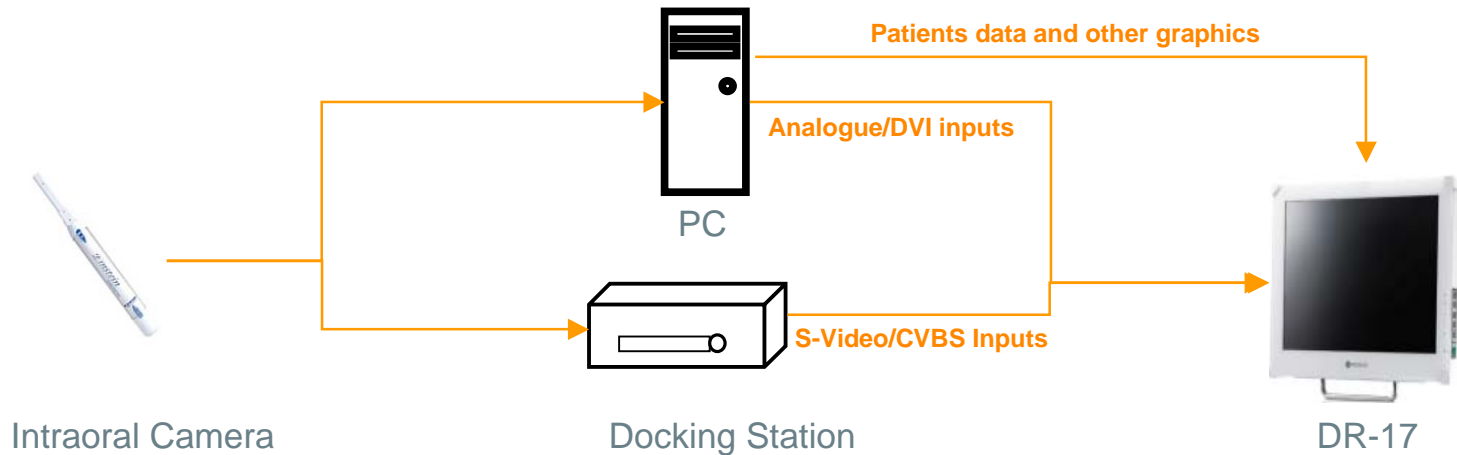 Patients data and other graphics
Analogue/DVI inputs
PC
S-Video/CVBS Inputs
Intraoral Camera
Docking Station
DR-17